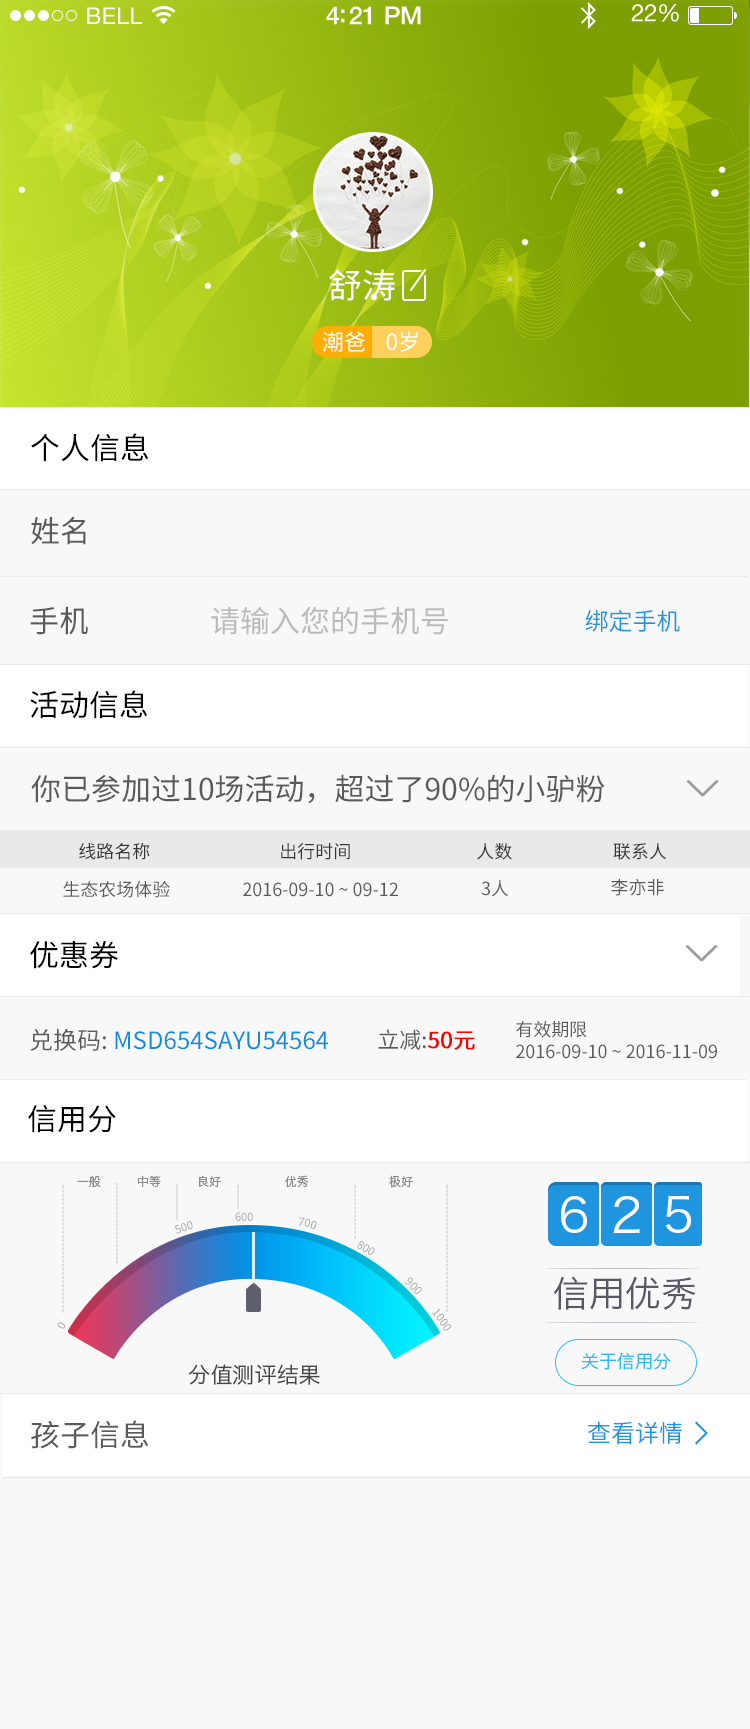 BELL 4:21 PM 22%
舒涛
潮爸 0岁
个人信息
姓名
手机 请输入您的手机号 绑定手机
活动信息
你已参加过10场活动，超过了90%的小驴粉
线路名称 出行时间 人数 联系人
生态农场体验 2016-09-10 ~ 09-12 3人 李亦非
优惠券
兑换码: MSD654SAYU54564 立减:50元 有效期限
2016-09-10 ~ 2016-11-09
信用分
一般 中等 良好 优秀 极好
0 500 600 700 800 900 1000
625
信用优秀
分值测评结果
关于信用分
孩子信息 查看详情